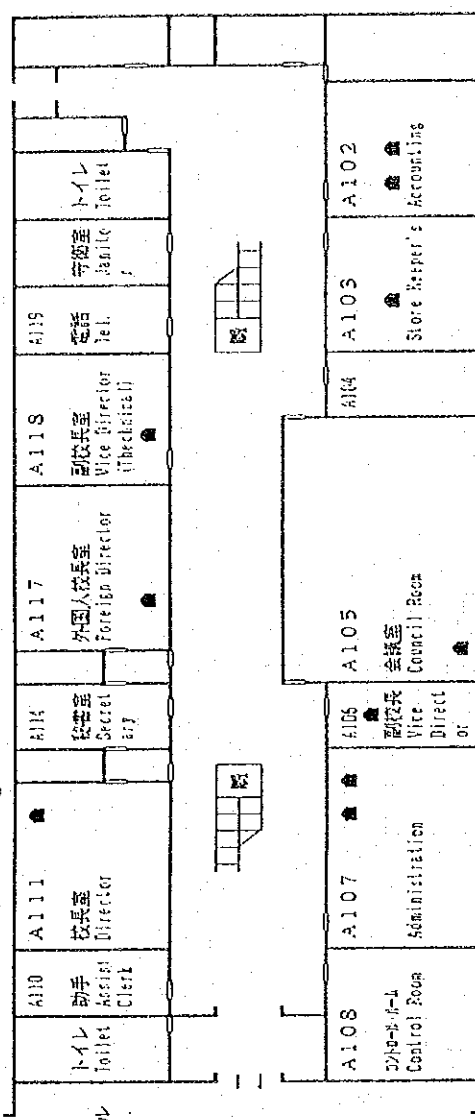 トイレ
Toilet
A110
助手
Assist
Clerk
A111
校長室
Director
A114
秘書室
Secret
ary
A117
外国人校長室
Foreign Director
A118
副校長室
Vice Director
(Thechnical)
A119
電話
Tel.
守衛室
Janito
r
トイレ
Toilet
A108
コントロールルーム
Control Room
A107
Administration
A106
副校長
Vice
Direct
or
A105
会議室
Council Room
A104
A103
Store Keeper's
A102
Accounting